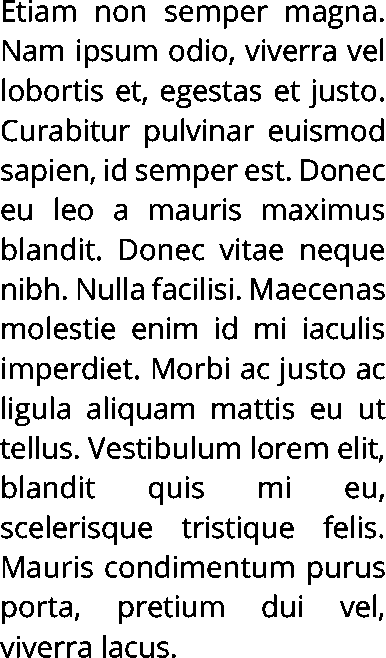 Etiam non semper magna.
Nam ipsum odio, viverra vel
lobortis et, egestas et justo.
Curabitur pulvinar euismod
sapien, id semper est. Donec
eu leo a mauris maximus
blandit. Donec vitae neque
nibh. Nulla facilisi. Maecenas
molestie enim id mi iaculis
imperdiet. Morbi ac justo ac
ligula aliquam mattis eu ut
tellus. Vestibulum lorem elit,
blandit quis mi eu,
scelerisque tristique felis.
Mauris condimentum purus
porta, pretium dui vel,
viverra lacus.